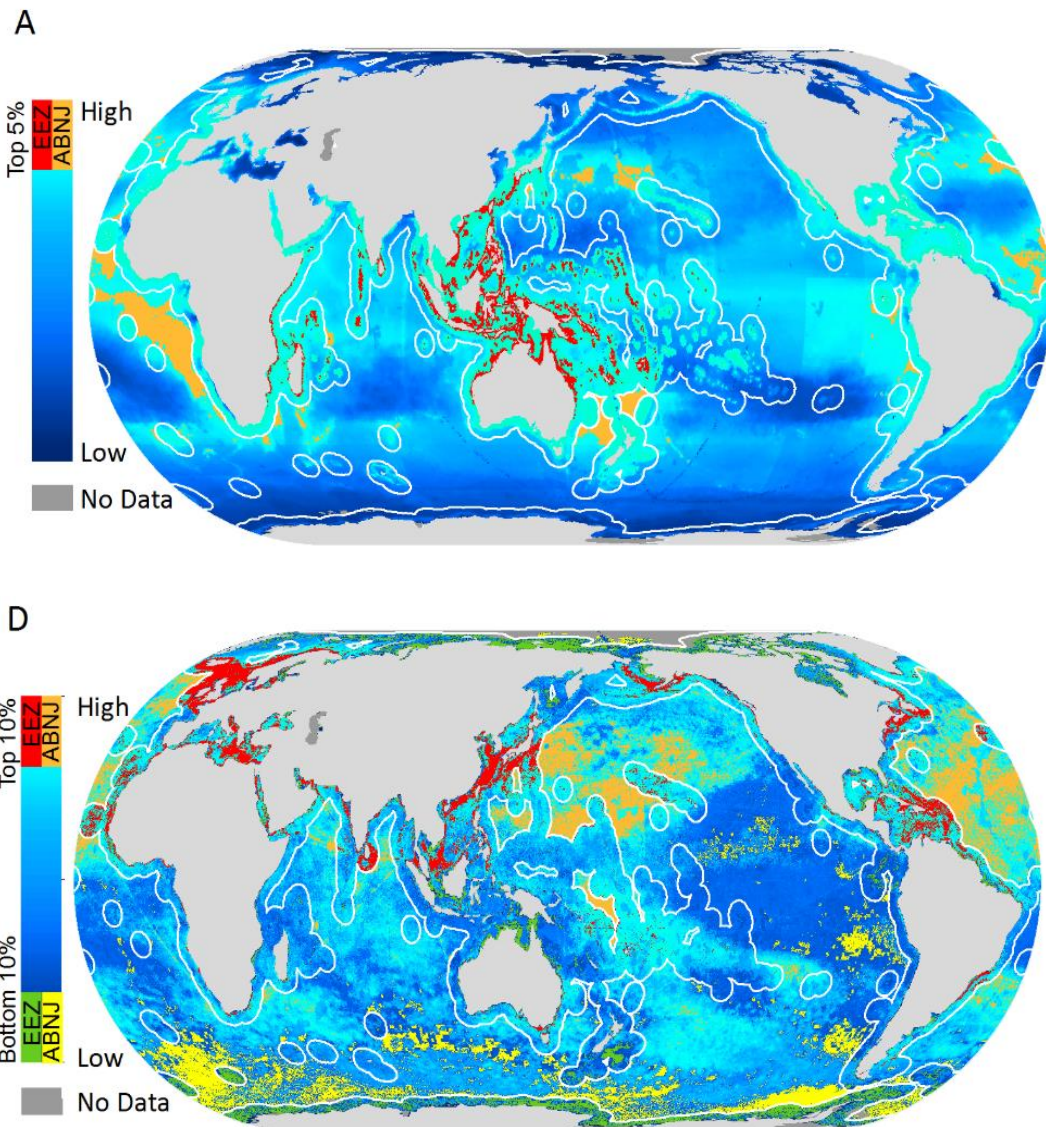 A
Top 5%
EEZ
ABNJ
High
Low
No Data
D
Top 10%
EEZ
ABNJ
High
Bottom 10%
EEZ
ABNJ
Low
No Data